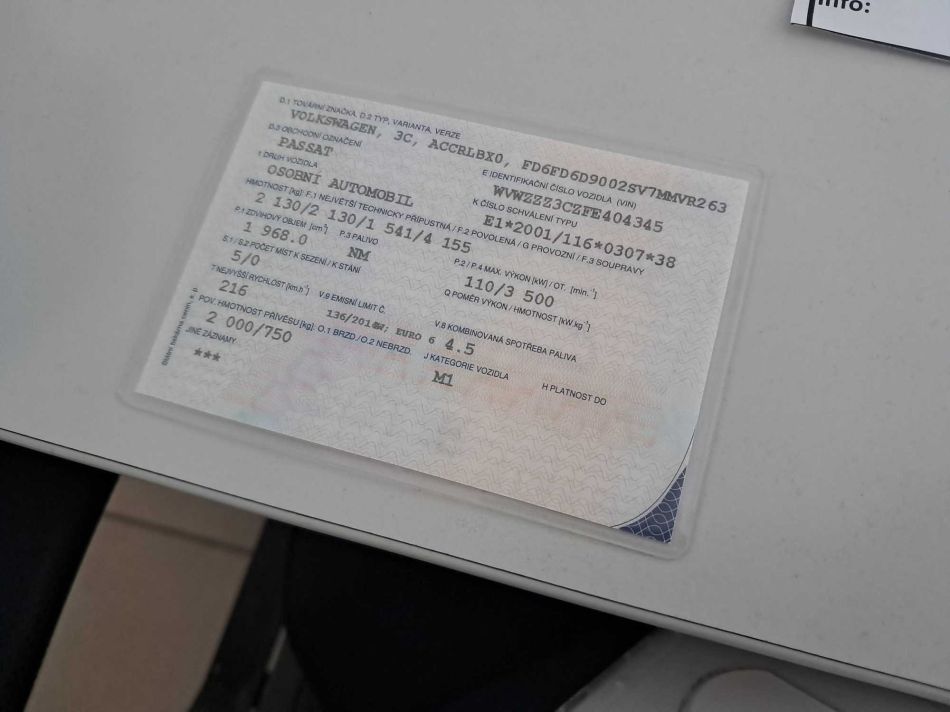 Info:
D.1 TOVÁRNÍ ZNAČKA, D.2 TYP, VARIANTA, VERZE
VOLKSWAGEN, 3C, ACCRLBX0, FD6FD6D9002SV7MMVR263
D.3 OBCHODNÍ OZNAČENÍ
PASSAT
E IDENTIFIKAČNÍ ČÍSLO VOZIDLA (VIN)
WVWZZZ3CZFE404345
1 DRUH VOZIDLA
OSOBNÍ AUTOMOBIL
K ČÍSLO SCHVÁLENÍ TYPU
E1*2001/116*0307*38
HMOTNOST [kg]: F.1 NEJVĚTŠÍ TECHNICKY PŘÍPUSTNÁ / F.2 POVOLENÁ / G PROVOZNÍ / F.3 SOUPRAVY
2 130/2 130/1 541/4 155
P.1 ZDVIHOVÝ OBJEM [cm³] P.3 PALIVO
1 968.0 NM
P.2 / P.4 MAX. VÝKON [kW] / OT. [min.⁻¹]
110/3 500
S.1 / S.2 POČET MÍST K SEZENÍ / K STÁNÍ
5/0
Q POMĚR VÝKON / HMOTNOST [kW.kg⁻¹]
T NEJVYŠŠÍ RYCHLOST [km.h⁻¹] V.9 EMISNÍ LIMIT Č.
216 EURO 6
V.8 KOMBINOVANÁ SPOTŘEBA PALIVA
4.5
POV. HMOTNOST PŘÍVĚSU [kg]: O.1 BRZD. / O.2 NEBRZD.
2 000/750
J KATEGORIE VOZIDLA
M1
H PLATNOST DO
JINÉ ZÁZNAMY
***